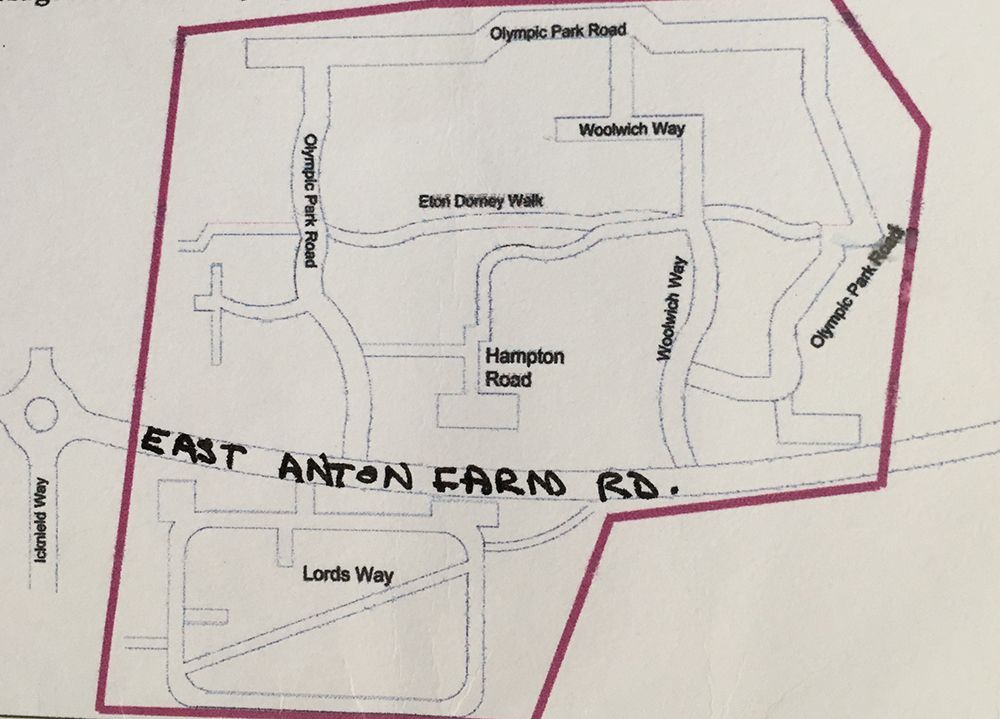 Olympic Park Road
Woolwich Way
Olympic Park Road
Eton Dorney Walk
Olympic Park Road
Woolwich Way
Hampton
Road
EAST ANTON FARM RD.
Icknield Way
Lords Way